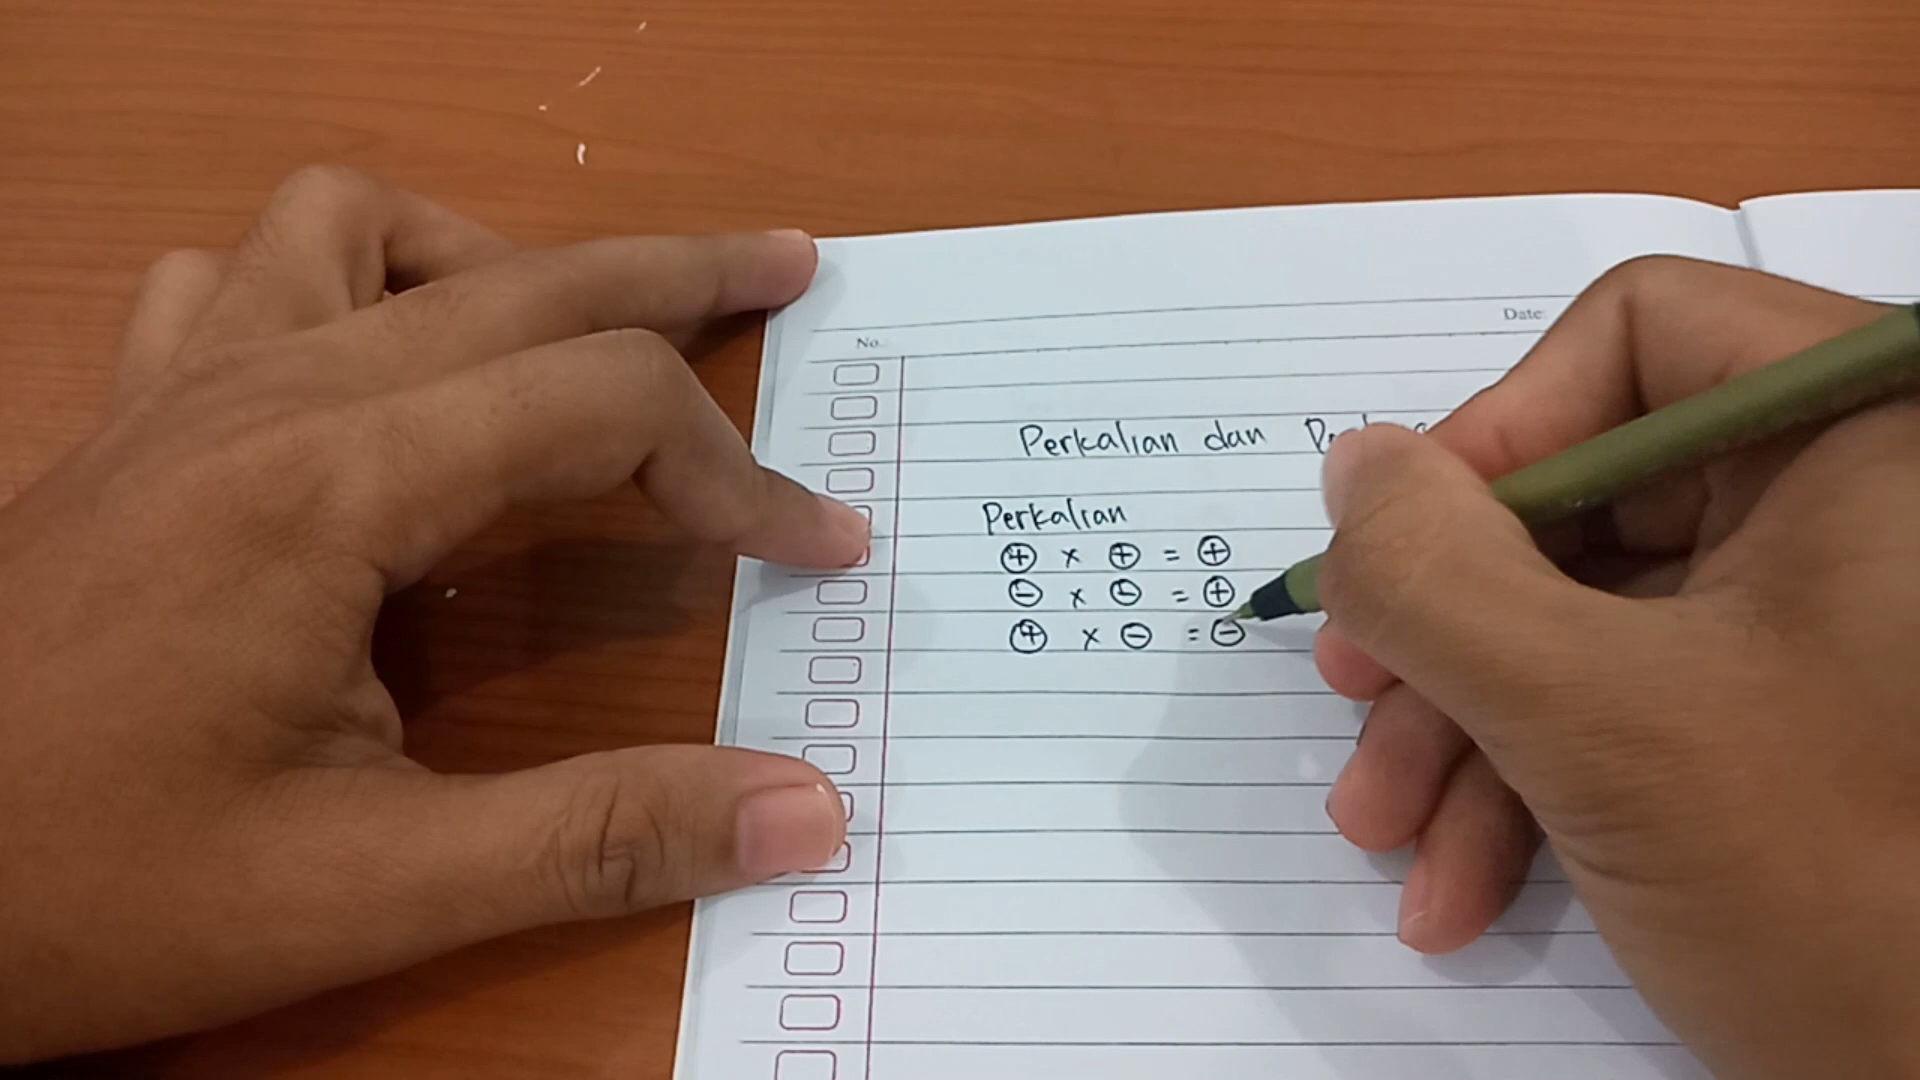 No.
Date:
Perkalian dan
Perkalian
⊕ x ⊕ = ⊕
⊖ x ⊖ = ⊕
⊕ x ⊖ = ⊖